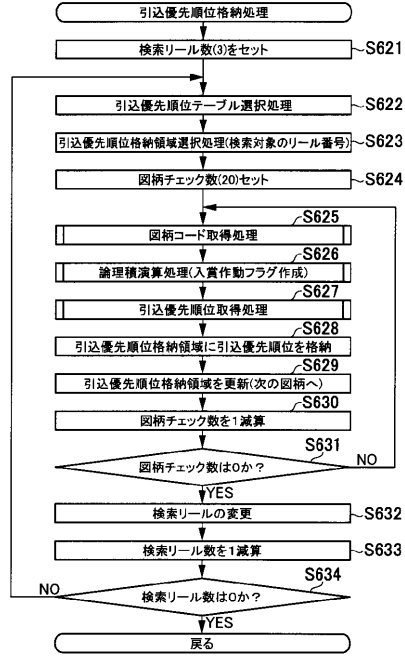 引込優先順位格納処理
検索リール数(3)をセット
S621
引込優先順位テーブル選択処理
S622
引込優先順位格納領域選択処理(検索対象のリール番号)
S623
図柄チェック数(20)セット
S624
S625
図柄コード取得処理
S626
論理積演算処理(入賞作動フラグ作成)
S627
引込優先順位取得処理
S628
引込優先順位格納領域に引込優先順位を格納
S629
引込優先順位格納領域を更新(次の図柄へ)
S630
図柄チェック数を1減算
S631
図柄チェック数は0か?
NO
YES
検索リールの変更
S632
検索リール数を1減算
S633
S634
NO
検索リール数は0か?
YES
戻る